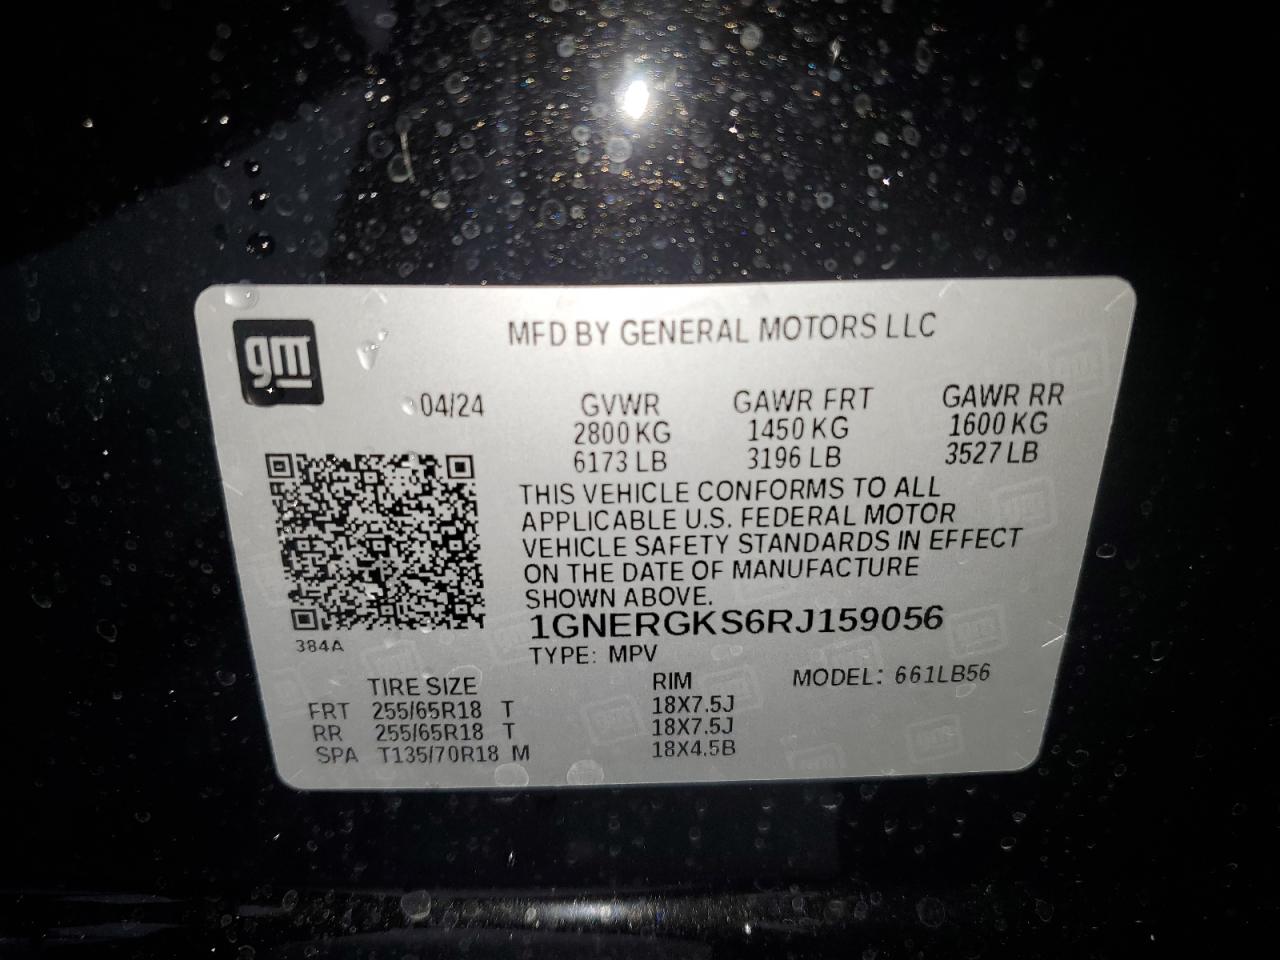 gm
MFD BY GENERAL MOTORS LLC
04/24 GVWR GAWR FRT GAWR RR
2800 KG 1450 KG 1600 KG
6173 LB 3196 LB 3527 LB
THIS VEHICLE CONFORMS TO ALL
APPLICABLE U.S. FEDERAL MOTOR
VEHICLE SAFETY STANDARDS IN EFFECT
ON THE DATE OF MANUFACTURE
SHOWN ABOVE.
1GNERGKS6RJ159056
384A
TYPE: MPV
TIRE SIZE RIM MODEL: 661LB56
FRT 255/65R18 T 18X7.5J
RR 255/65R18 T 18X7.5J
SPA T135/70R18 M 18X4.5B